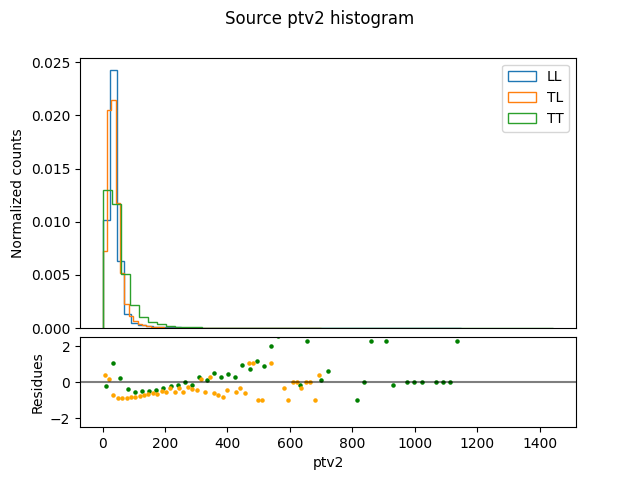 Source ptv2 histogram
0.025
0.020
0.015
0.010
0.005
0.000
Normalized counts
LL
TL
TT
2
0
−2
Residues
0
200
400
600
800
1000
1200
1400
ptv2